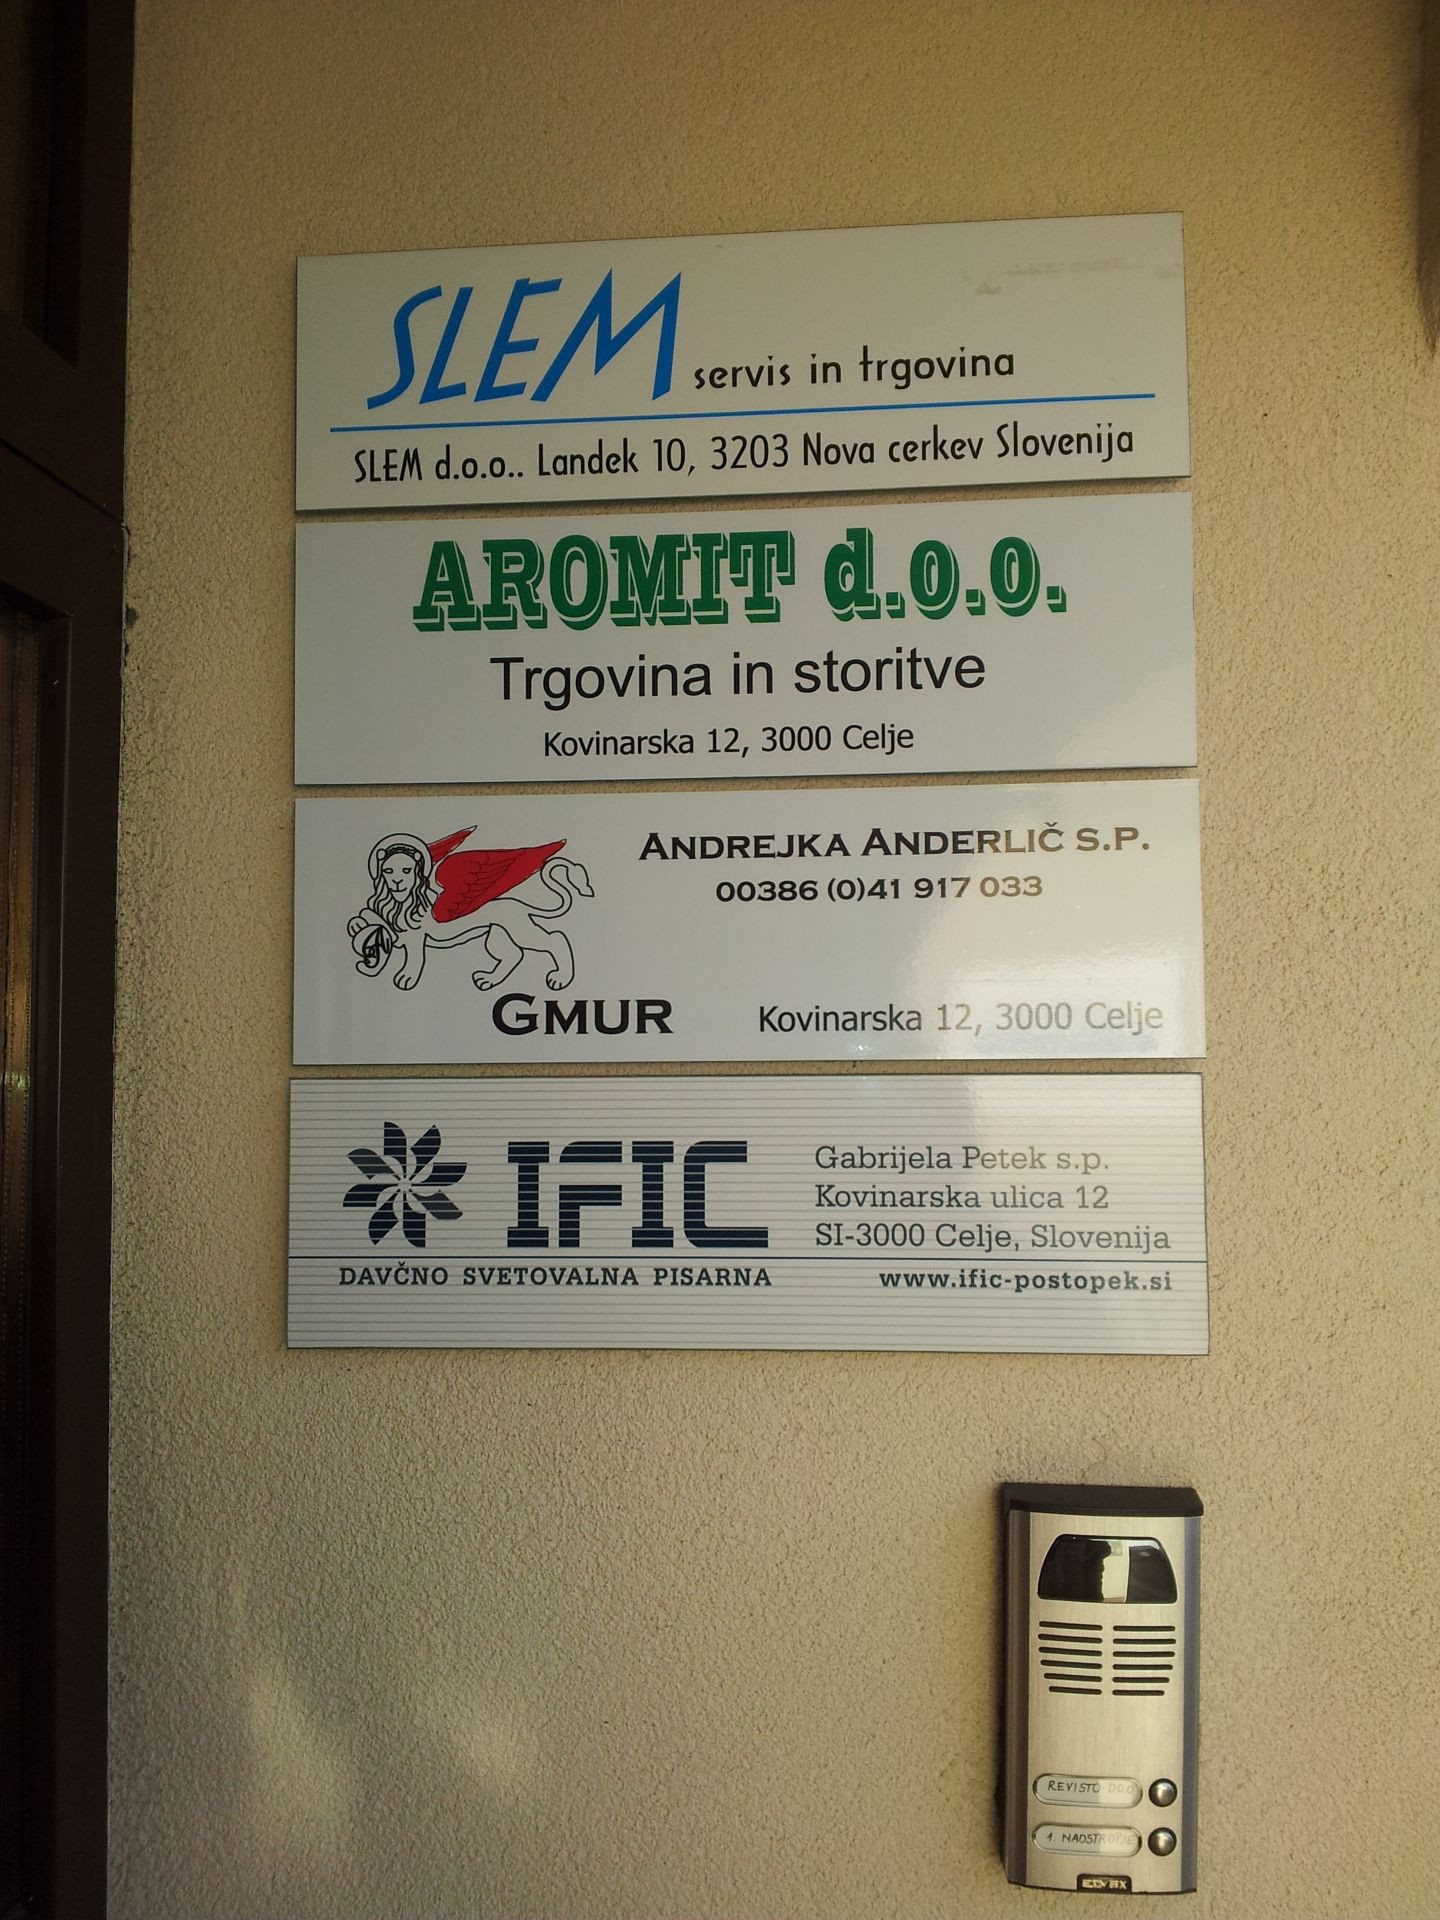 SLEM servis in trgovina
SLEM d.o.o.. Landek 10, 3203 Nova cerkev Slovenija
AROMIT d.o.o.
Trgovina in storitve
Kovinarska 12, 3000 Celje
ANDREJKA ANDERLIČ S.P.
00386 (0)41 917 033
GMUR
Kovinarska 12, 3000 Celje
IFIC
Gabrijela Petek s.p.
Kovinarska ulica 12
SI-3000 Celje, Slovenija
DAVČNO SVETOVALNA PISARNA
www.ific-postopek.si
REVISTO D.O.O
1. NADSTROPJE